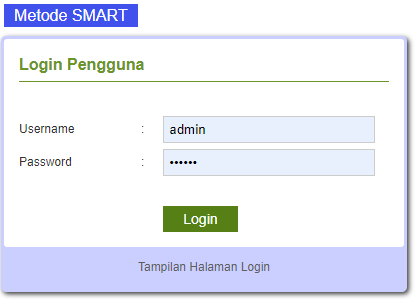 Metode SMART
Login Pengguna
Username : admin
Password : ••••••
Login
Tampilan Halaman Login